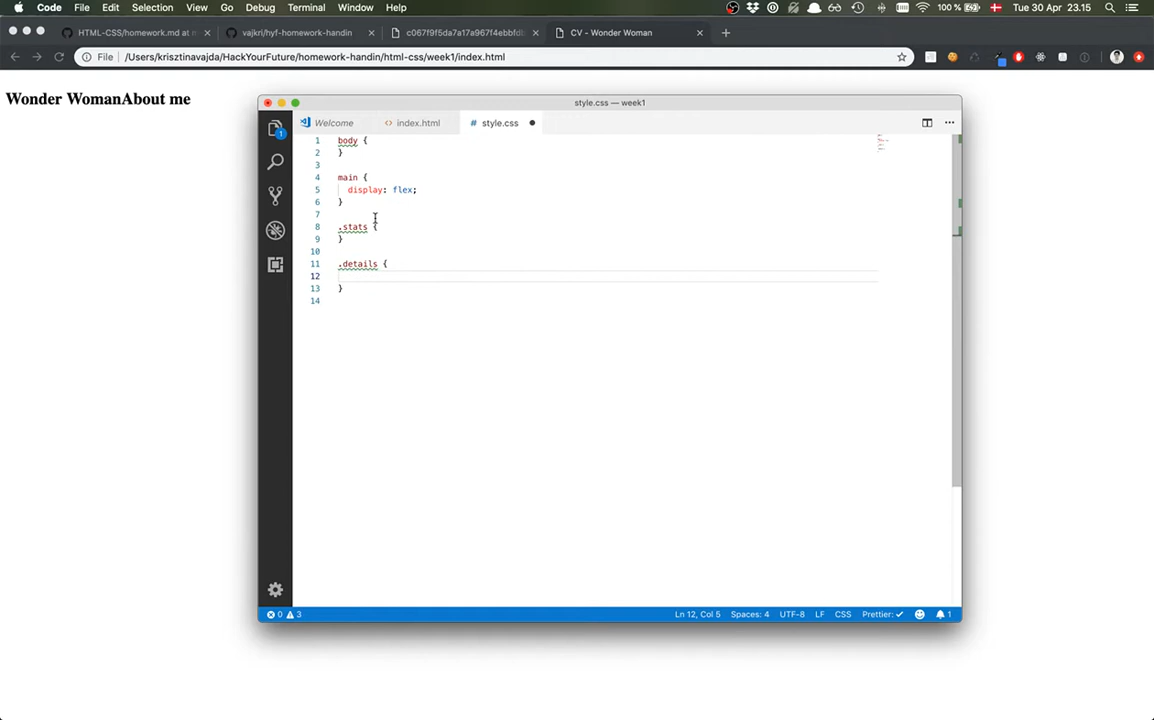 Code File Edit Selection View Go Debug Terminal Window Help 100 % Tue 30 Apr 23.15
HTML-CSS/homework.md at m
vajkri/hyf-homework-handin
c067f9f5da7a17a967f4ebbfdb
CV - Wonder Woman
File /Users/krisztinavajda/HackYourFuture/homework-handin/html-css/week1/index.html
Wonder WomanAbout me
style.css — week1
Welcome
index.html
style.css
1 body {
2 }
3
4 main {
5 display: flex;
6 }
7
8 .stats {
9 }
10
11 .details {
12
13 }
14
0 3
Ln 12, Col 5 Spaces: 4 UTF-8 LF CSS Prettier: 1